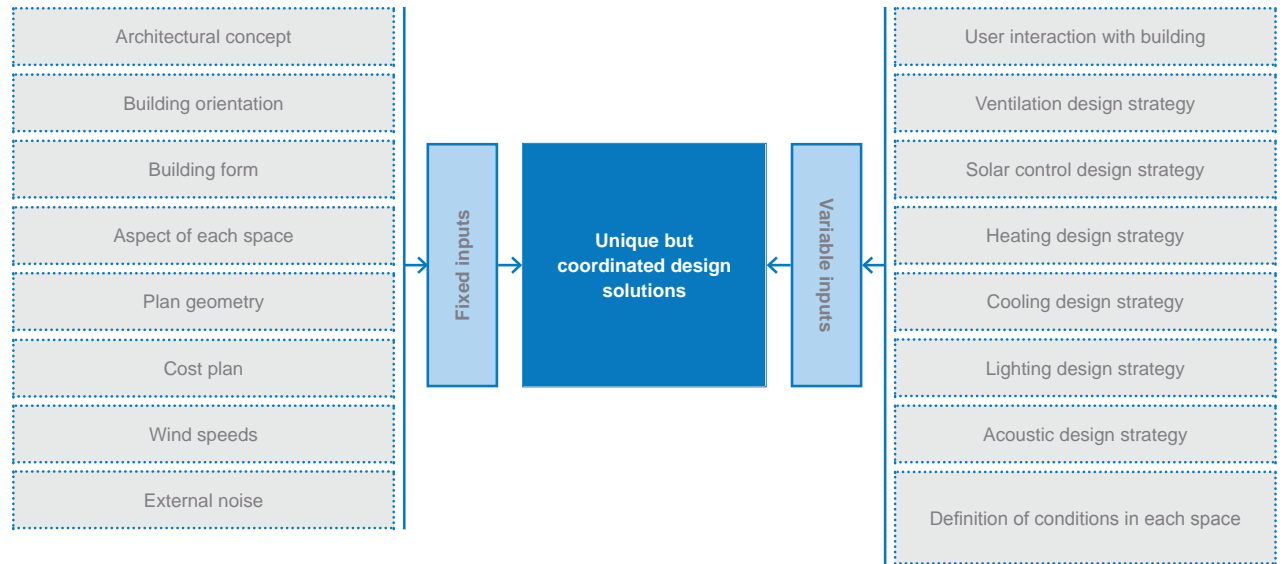 Architectural concept
Building orientation
Building form
Aspect of each space
Plan geometry
Cost plan
Wind speeds
External noise
Fixed inputs
Unique but
coordinated design
solutions
Variable inputs
User interaction with building
Ventilation design strategy
Solar control design strategy
Heating design strategy
Cooling design strategy
Lighting design strategy
Acoustic design strategy
Definition of conditions in each space